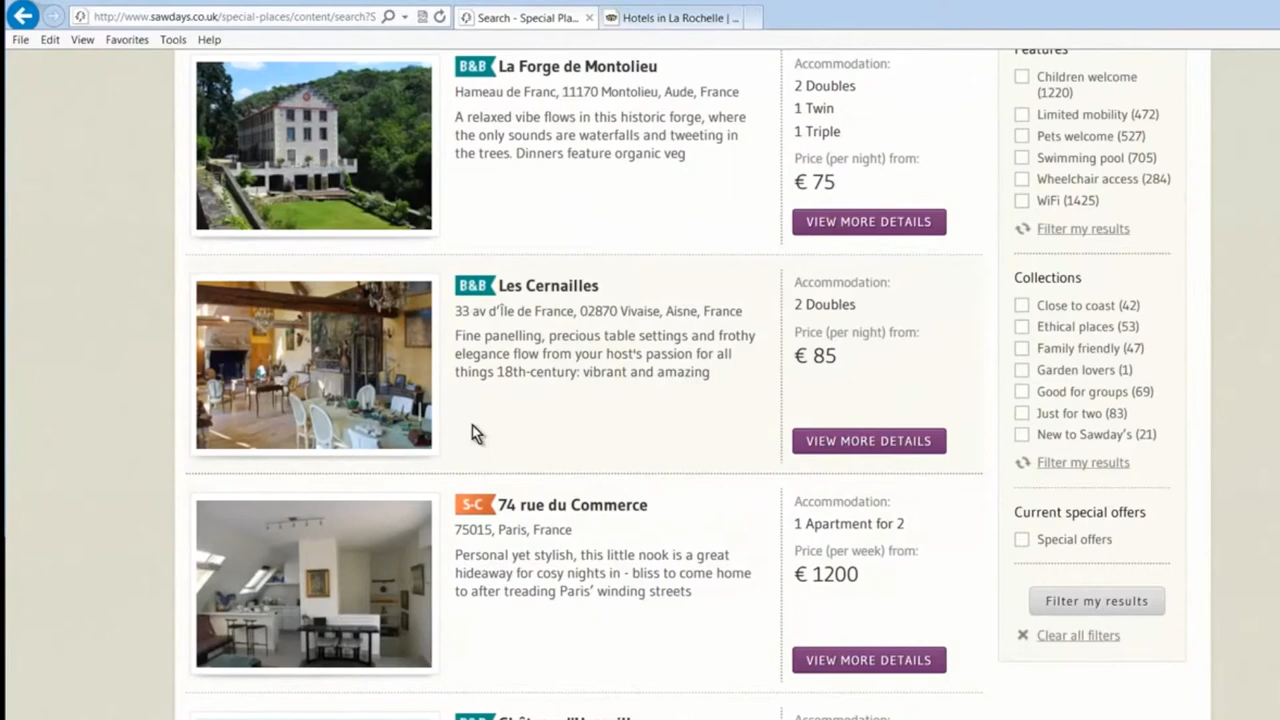 http://www.sawdays.co.uk/special-places/content/search?S
Search - Special Pla...
Hotels in La Rochelle | ...
File Edit View Favorites Tools Help
B&B La Forge de Montolieu
Hameau de Franc, 11170 Montolieu, Aude, France
A relaxed vibe flows in this historic forge, where
the only sounds are waterfalls and tweeting in
the trees. Dinners feature organic veg
Accommodation:
2 Doubles
1 Twin
1 Triple
Price (per night) from:
€ 75
VIEW MORE DETAILS
B&B Les Cernailles
33 av d'Île de France, 02870 Vivaise, Aisne, France
Fine panelling, precious table settings and frothy
elegance flow from your host's passion for all
things 18th-century: vibrant and amazing
Accommodation:
2 Doubles
Price (per night) from:
€ 85
VIEW MORE DETAILS
S-C 74 rue du Commerce
75015, Paris, France
Personal yet stylish, this little nook is a great
hideaway for cosy nights in - bliss to come home
to after treading Paris' winding streets
Accommodation:
1 Apartment for 2
Price (per week) from:
€ 1200
VIEW MORE DETAILS
B&B
Accommodation:
Features
Children welcome
(1220)
Limited mobility (472)
Pets welcome (527)
Swimming pool (705)
Wheelchair access (284)
WiFi (1425)
Filter my results
Collections
Close to coast (42)
Ethical places (53)
Family friendly (47)
Garden lovers (1)
Good for groups (69)
Just for two (83)
New to Sawday's (21)
Filter my results
Current special offers
Special offers
Filter my results
Clear all filters